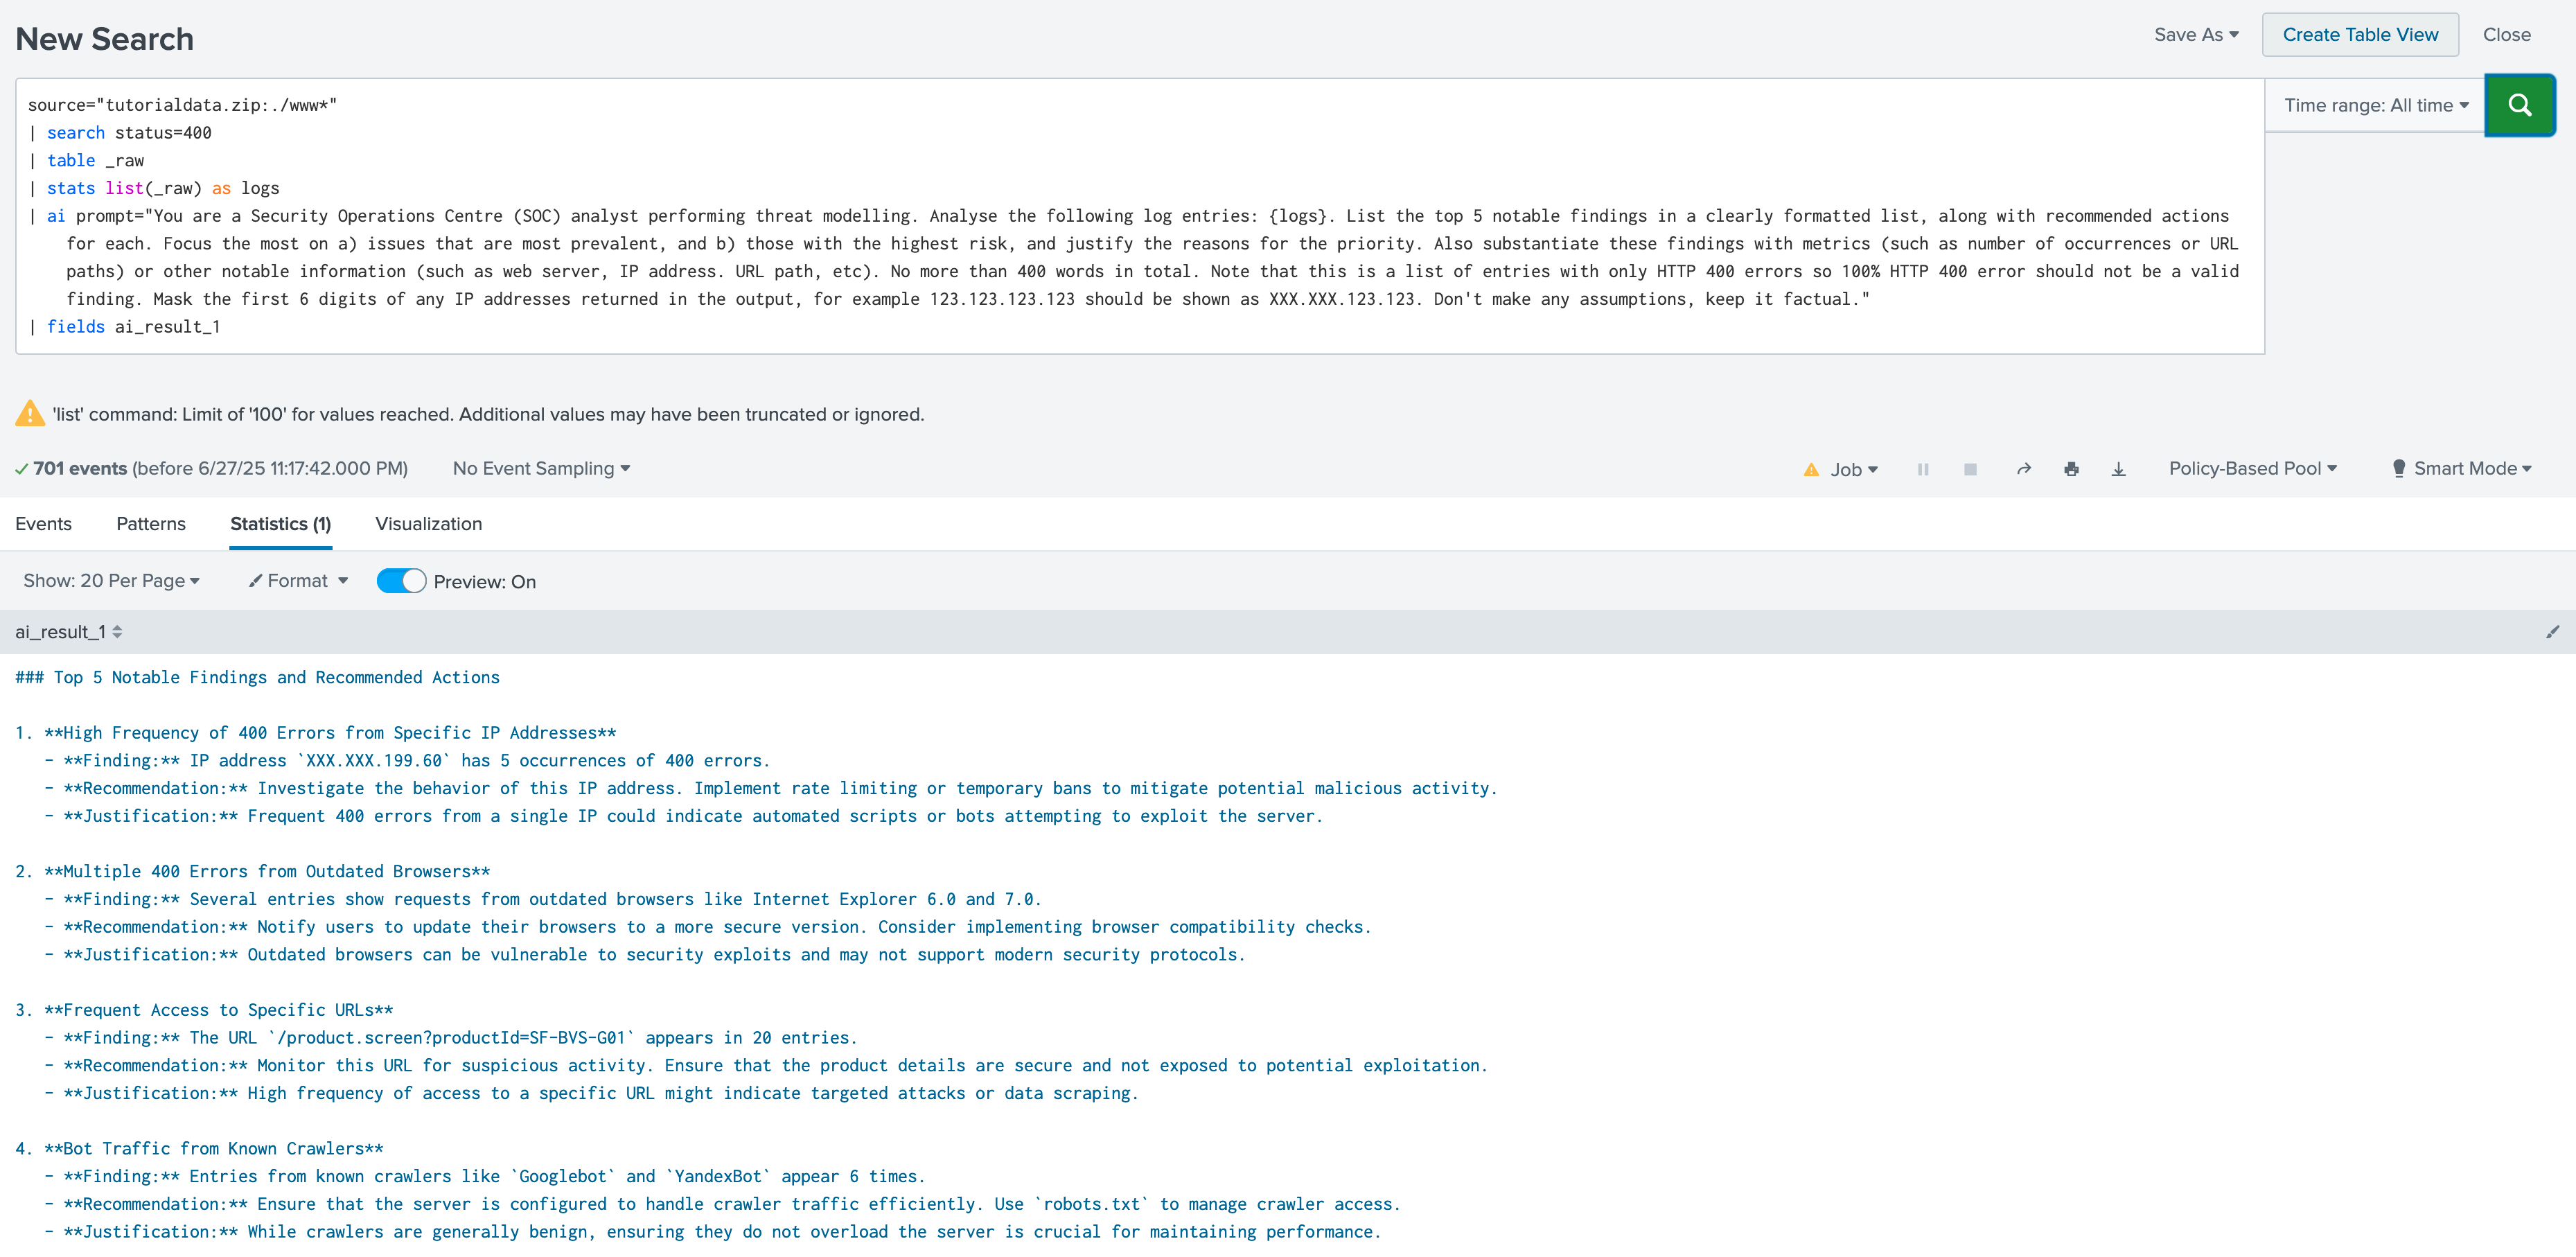 New Search
Save As
Create Table View
Close
source="tutorialdata.zip:./www*"
Time range: All time
| search status=400
| table _raw
| stats list(_raw) as logs
| ai prompt="You are a Security Operations Centre (SOC) analyst performing threat modelling. Analyse the following log entries: {logs}. List the top 5 notable findings in a clearly formatted list, along with recommended actions
for each. Focus the most on a) issues that are most prevalent, and b) those with the highest risk, and justify the reasons for the priority. Also substantiate these findings with metrics (such as number of occurrences or URL
paths) or other notable information (such as web server, IP address. URL path, etc). No more than 400 words in total. Note that this is a list of entries with only HTTP 400 errors so 100% HTTP 400 error should not be a valid
finding. Mask the first 6 digits of any IP addresses returned in the output, for example 123.123.123.123 should be shown as XXX.XXX.123.123. Don't make any assumptions, keep it factual."
| fields ai_result_1
'list' command: Limit of '100' for values reached. Additional values may have been truncated or ignored.
701 events (before 6/27/25 11:17:42.000 PM)
No Event Sampling
Job
Policy-Based Pool
Smart Mode
Events
Patterns
Statistics (1)
Visualization
Show: 20 Per Page
Format
Preview: On
ai_result_1
### Top 5 Notable Findings and Recommended Actions
1. **High Frequency of 400 Errors from Specific IP Addresses**
- **Finding:** IP address `XXX.XXX.199.60` has 5 occurrences of 400 errors.
- **Recommendation:** Investigate the behavior of this IP address. Implement rate limiting or temporary bans to mitigate potential malicious activity.
- **Justification:** Frequent 400 errors from a single IP could indicate automated scripts or bots attempting to exploit the server.
2. **Multiple 400 Errors from Outdated Browsers**
- **Finding:** Several entries show requests from outdated browsers like Internet Explorer 6.0 and 7.0.
- **Recommendation:** Notify users to update their browsers to a more secure version. Consider implementing browser compatibility checks.
- **Justification:** Outdated browsers can be vulnerable to security exploits and may not support modern security protocols.
3. **Frequent Access to Specific URLs**
- **Finding:** The URL `/product.screen?productId=SF-BVS-G01` appears in 20 entries.
- **Recommendation:** Monitor this URL for suspicious activity. Ensure that the product details are secure and not exposed to potential exploitation.
- **Justification:** High frequency of access to a specific URL might indicate targeted attacks or data scraping.
4. **Bot Traffic from Known Crawlers**
- **Finding:** Entries from known crawlers like `Googlebot` and `YandexBot` appear 6 times.
- **Recommendation:** Ensure that the server is configured to handle crawler traffic efficiently. Use `robots.txt` to manage crawler access.
- **Justification:** While crawlers are generally benign, ensuring they do not overload the server is crucial for maintaining performance.